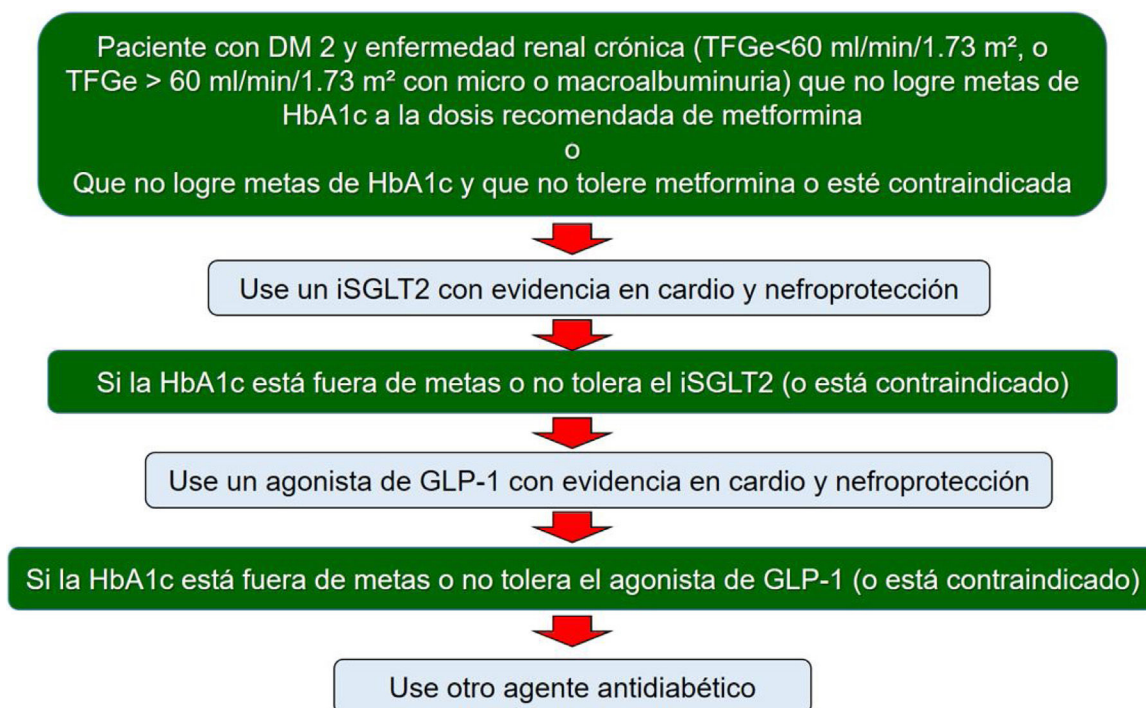 Paciente con DM 2 y enfermedad renal crónica (TFGe<60 ml/min/1.73 m², o
TFGe > 60 ml/min/1.73 m² con micro o macroalbuminuria) que no logre metas de
HbA1c a la dosis recomendada de metformina
o
Que no logre metas de HbA1c y que no tolere metformina o esté contraindicada
Use un iSGLT2 con evidencia en cardio y nefroprotección
Si la HbA1c está fuera de metas o no tolera el iSGLT2 (o está contraindicado)
Use un agonista de GLP-1 con evidencia en cardio y nefroprotección
Si la HbA1c está fuera de metas o no tolera el agonista de GLP-1 (o está contraindicado)
Use otro agente antidiabético